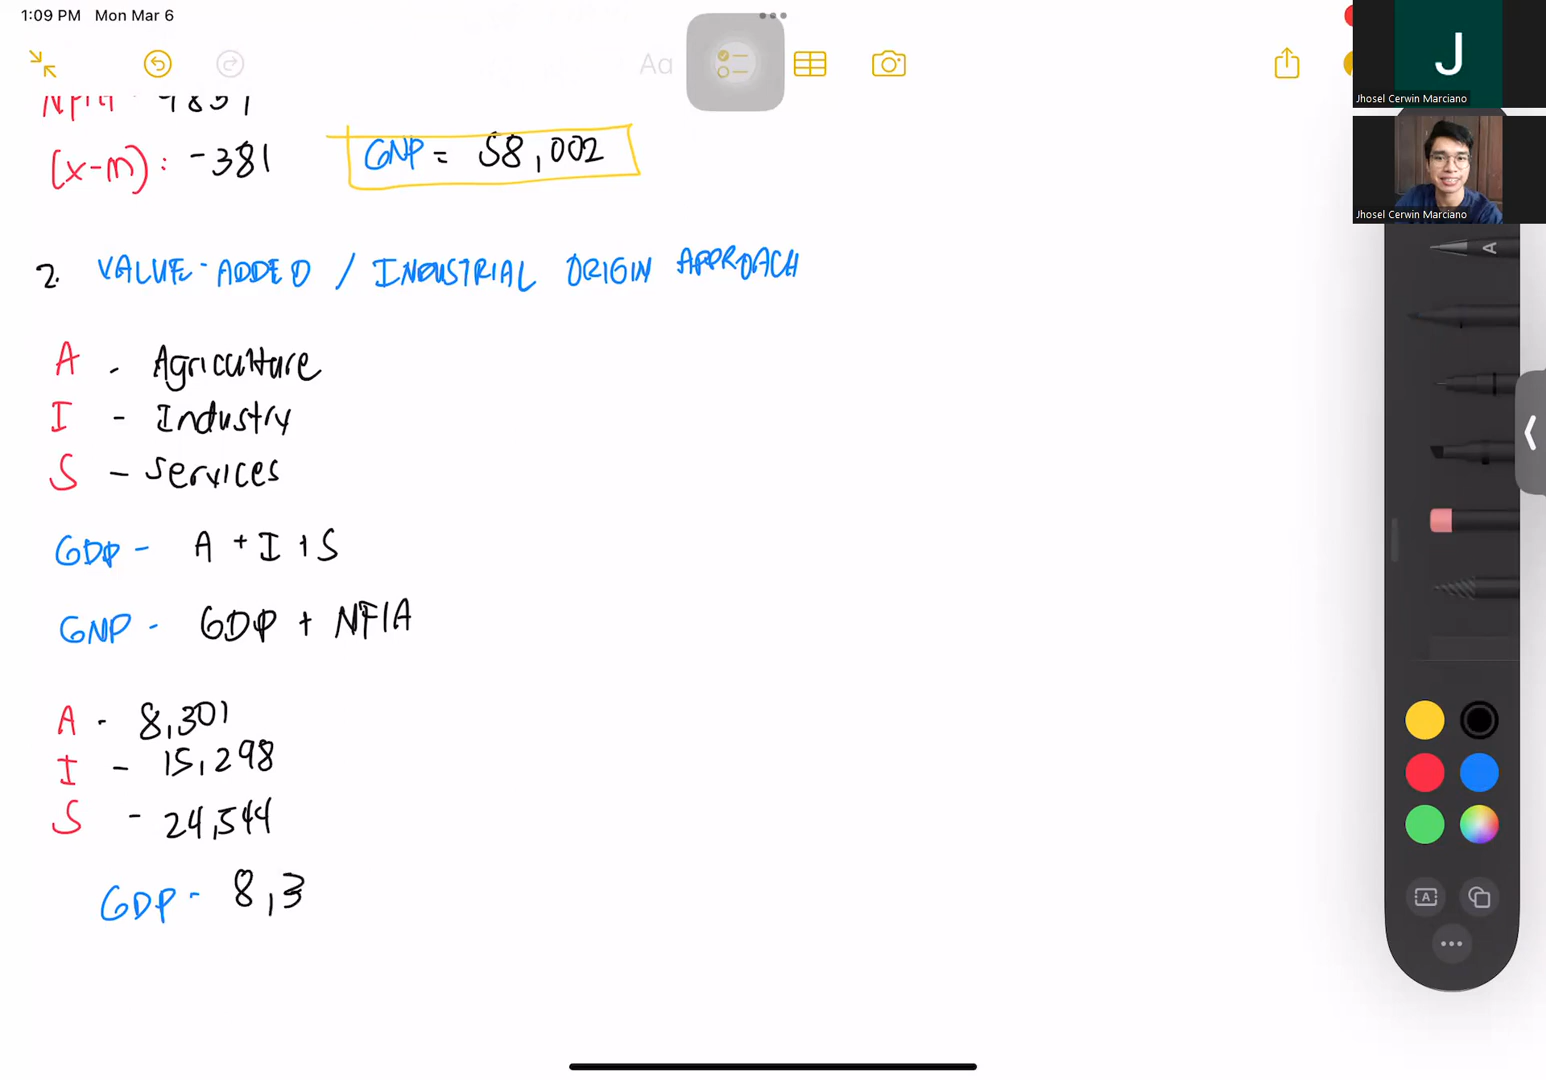 1:09 PM Mon Mar 6
Aa
J
Jhosel Cerwin Marciano
Jhosel Cerwin Marciano
(x-m): -381
GNP = 58,002
2. VALUE-ADDED / INDUSTRIAL ORIGIN APPROACH
A - Agriculture
I - Industry
S - Services
GDP - A + I + S
GNP - GDP + NFIA
A - 8,301
I - 15,298
S - 24,544
GDP - 8,3
A
A